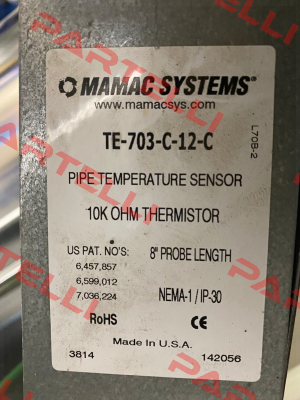 MAMAC SYSTEMS®
www.mamacsys.com
TE-703-C-12-C
L70B-2
PIPE TEMPERATURE SENSOR
10K OHM THERMISTOR
US PAT. NO'S:
6,457,857
6,599,012
7,036,224
8" PROBE LENGTH
NEMA-1 / IP-30
RoHS
CE
Made in U.S.A.
3814
142056
PARTELLI
PARTELLI
PARTELLI